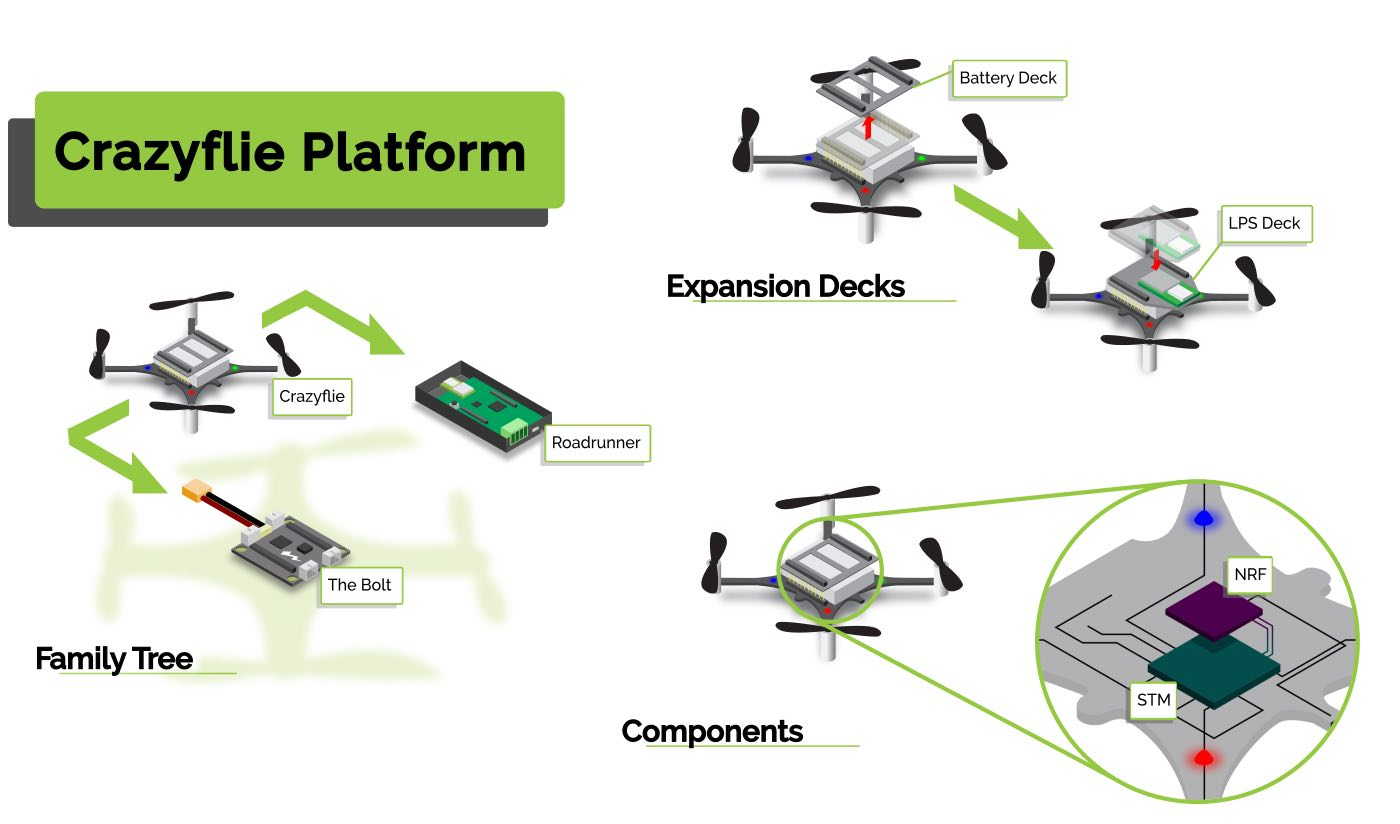 Crazyflie Platform
Battery Deck
LPS Deck
Expansion Decks
Crazyflie
Roadrunner
The Bolt
Family Tree
NRF
STM
Components